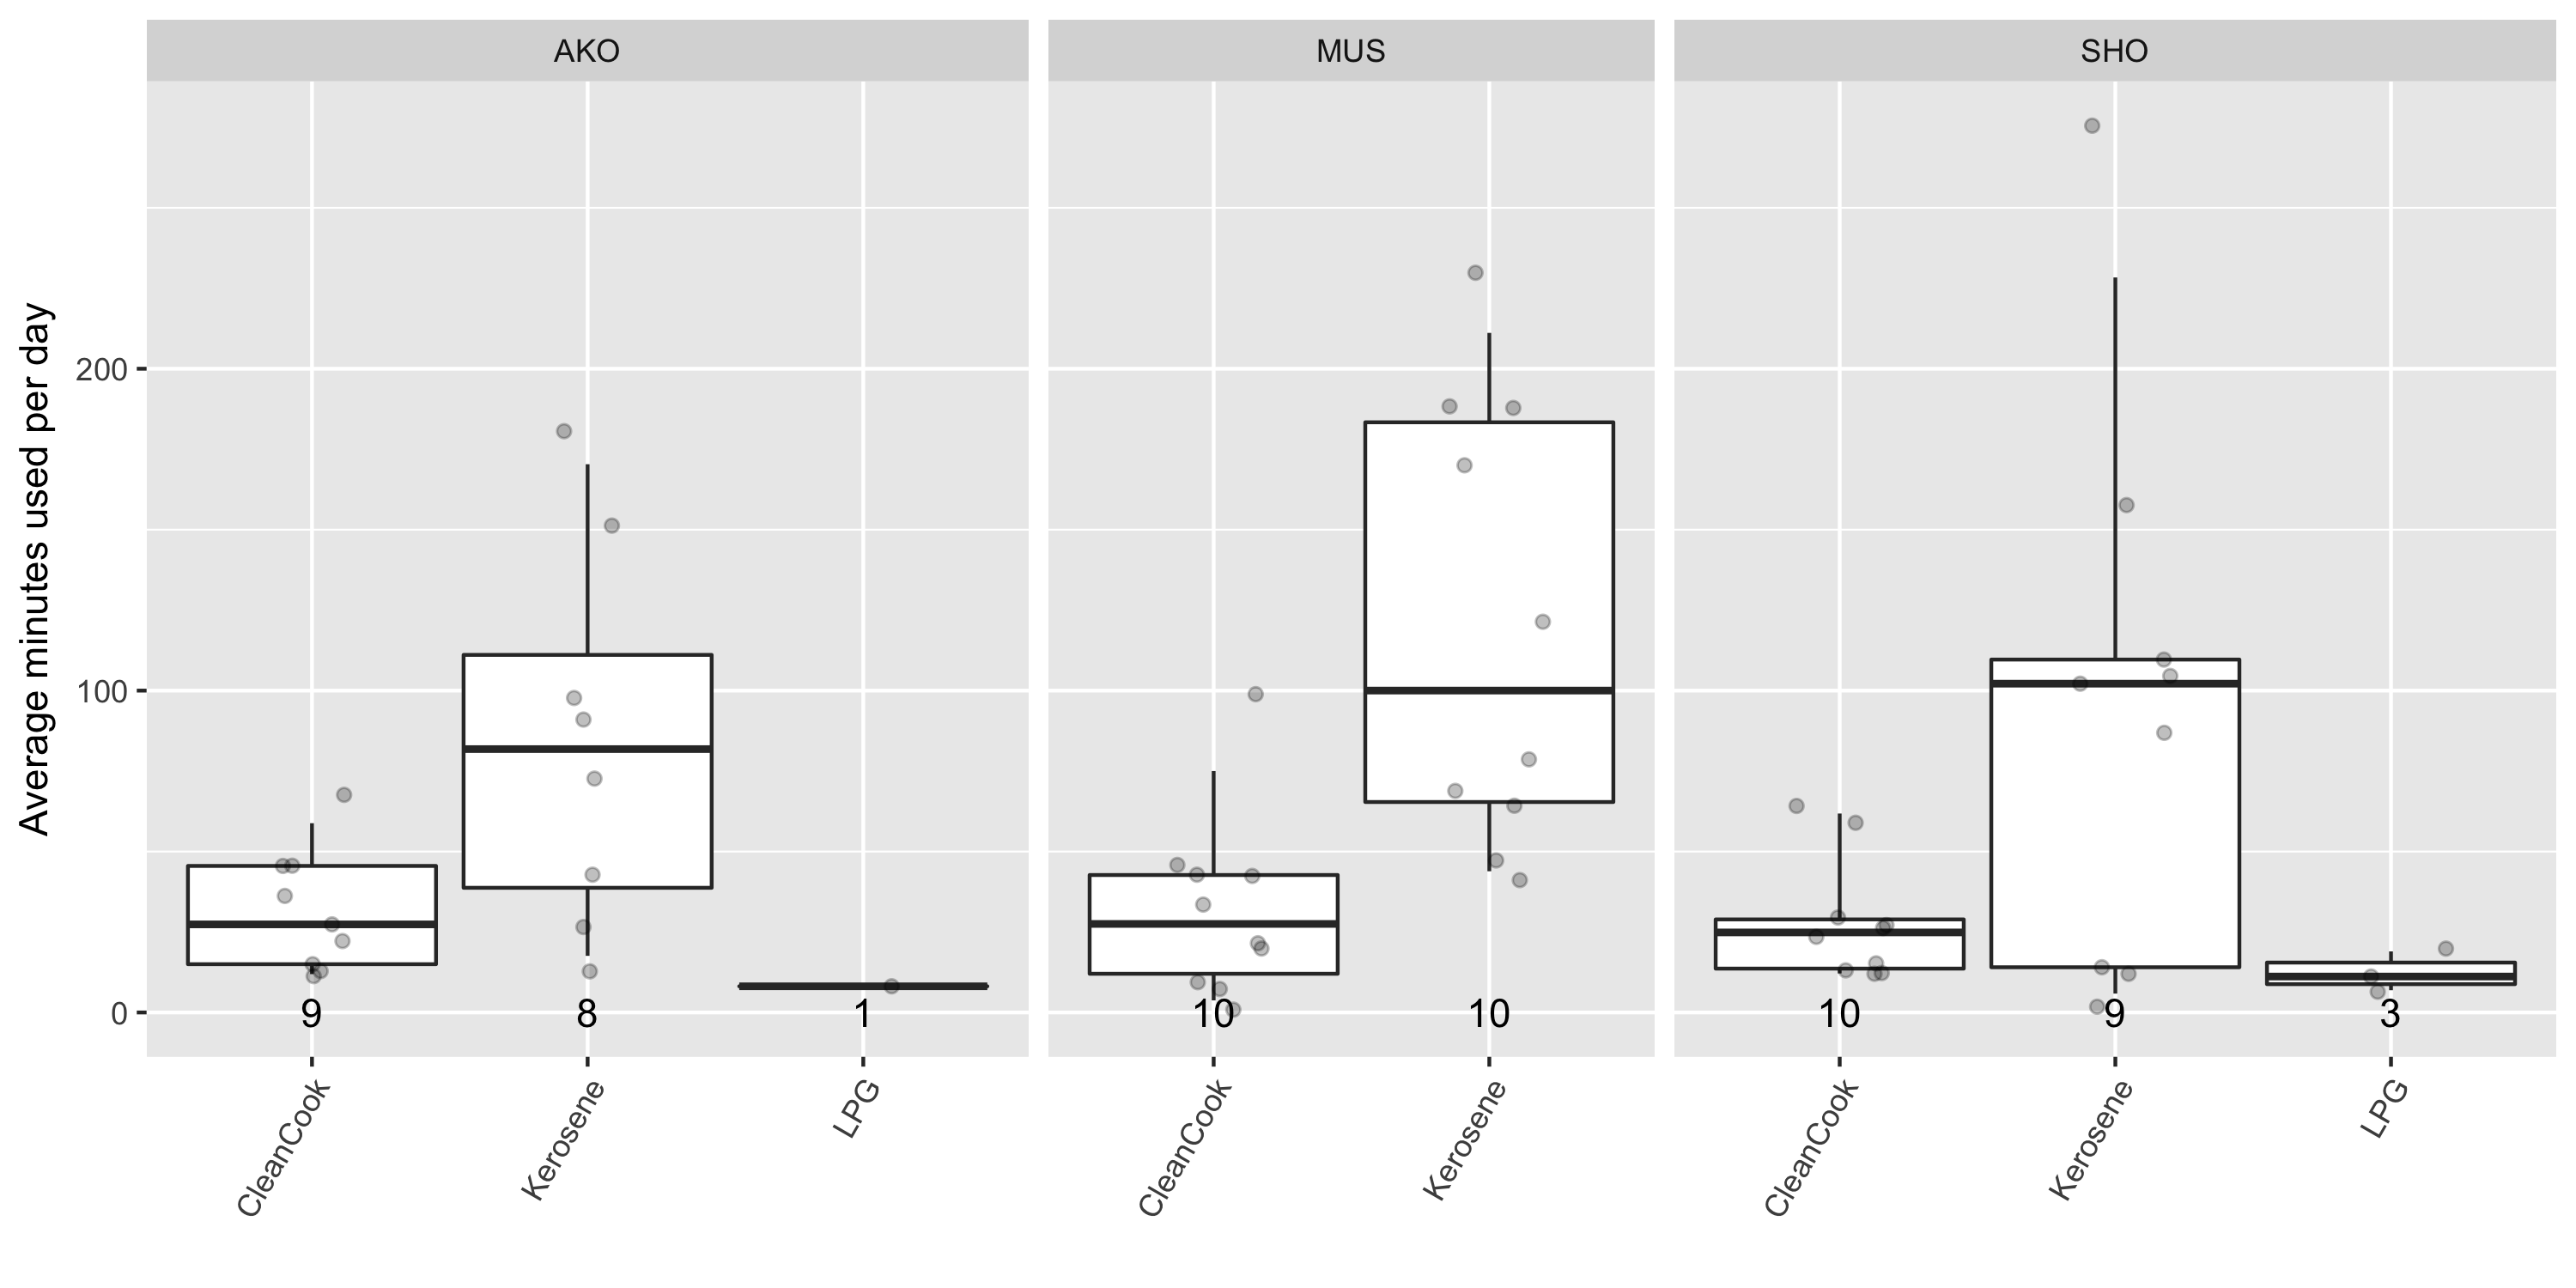 AKO
MUS
SHO
Average minutes used per day
200
100
0
9
8
1
10
10
10
9
3
CleanCook
Kerosene
LPG
CleanCook
Kerosene
CleanCook
Kerosene
LPG